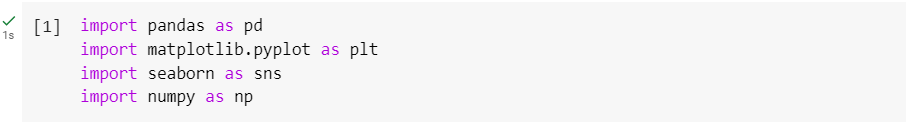 [1] import pandas as pd
import matplotlib.pyplot as plt
import seaborn as sns
import numpy as np
1s